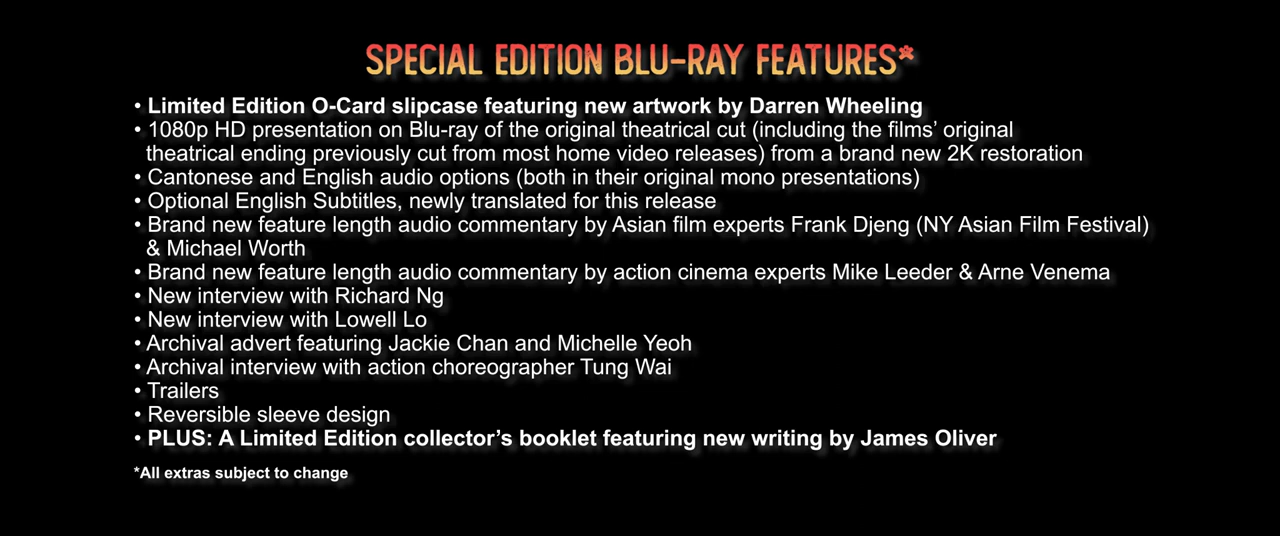 SPECIAL EDITION BLU-RAY FEATURES*
• Limited Edition O-Card slipcase featuring new artwork by Darren Wheeling
• 1080p HD presentation on Blu-ray of the original theatrical cut (including the films’ original
theatrical ending previously cut from most home video releases) from a brand new 2K restoration
• Cantonese and English audio options (both in their original mono presentations)
• Optional English Subtitles, newly translated for this release
• Brand new feature length audio commentary by Asian film experts Frank Djeng (NY Asian Film Festival)
& Michael Worth
• Brand new feature length audio commentary by action cinema experts Mike Leeder & Arne Venema
• New interview with Richard Ng
• New interview with Lowell Lo
• Archival advert featuring Jackie Chan and Michelle Yeoh
• Archival interview with action choreographer Tung Wai
• Trailers
• Reversible sleeve design
• PLUS: A Limited Edition collector’s booklet featuring new writing by James Oliver
*All extras subject to change